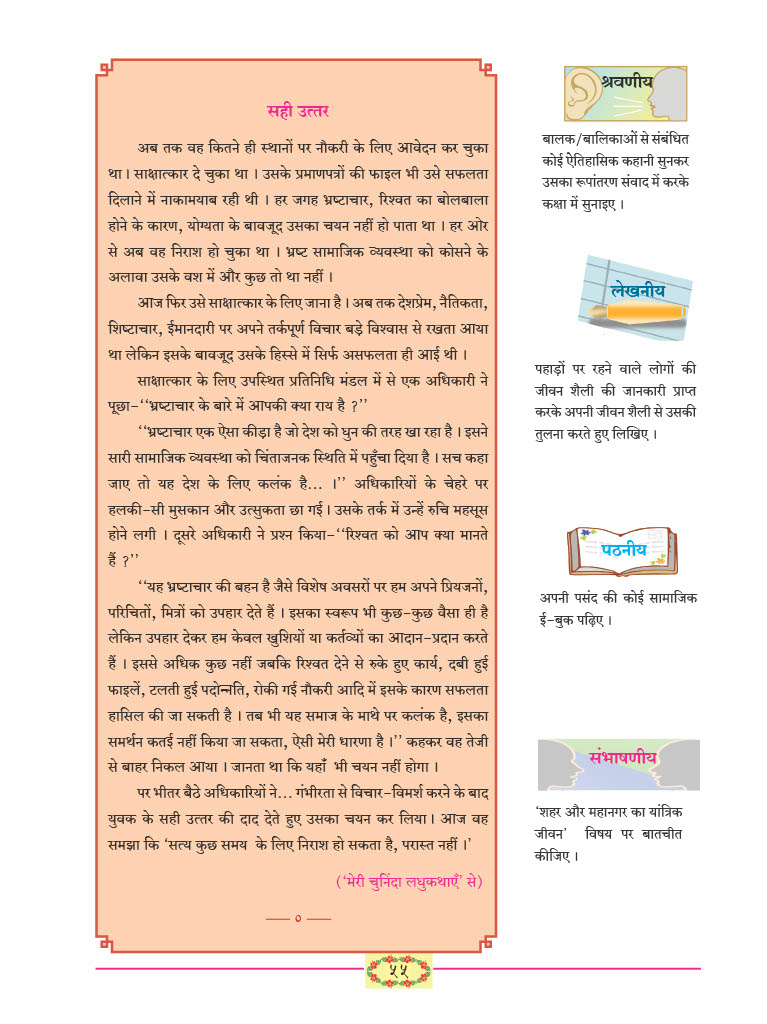 सही उत्तर
अब तक वह कितने ही स्थानों पर नौकरी के लिए आवेदन कर चुका
था । साक्षात्कार दे चुका था । उसके प्रमाणपत्रों की फाइल भी उसे सफलता
दिलाने में नाकामयाब रही थी । हर जगह भ्रष्टाचार, रिश्वत का बोलबाला
होने के कारण, योग्यता के बावजूद उसका चयन नहीं हो पाता था । हर ओर
से अब वह निराश हो चुका था । भ्रष्ट सामाजिक व्यवस्था को कोसने के
अलावा उसके वश में और कुछ तो था नहीं ।
आज फिर उसे साक्षात्कार के लिए जाना है । अब तक देशप्रेम, नैतिकता,
शिष्टाचार, ईमानदारी पर अपने तर्कपूर्ण विचार बड़े विश्वास से रखता आया
था लेकिन इसके बावजूद उसके हिस्से में सिर्फ असफलता ही आई थी ।
साक्षात्कार के लिए उपस्थित प्रतिनिधि मंडल में से एक अधिकारी ने
पूछा-‘‘भ्रष्टाचार के बारे में आपकी क्या राय है ?’’
‘‘भ्रष्टाचार एक ऐसा कीड़ा है जो देश को घुन की तरह खा रहा है । इसने
सारी सामाजिक व्यवस्था को चिंताजनक स्थिति में पहुँचा दिया है । सच कहा
जाए तो यह देश के लिए कलंक है... ।’’ अधिकारियों के चेहरे पर
हलकी-सी मुसकान और उत्सुकता छा गई । उसके तर्क में उन्हें रुचि महसूस
होने लगी । दूसरे अधिकारी ने प्रश्न किया-‘‘रिश्वत को आप क्या मानते
हैं ?’’
‘‘यह भ्रष्टाचार की बहन है जैसे विशेष अवसरों पर हम अपने प्रियजनों,
परिचितों, मित्रों को उपहार देते हैं । इसका स्वरूप भी कुछ-कुछ वैसा ही है
लेकिन उपहार देकर हम केवल खुशियों या कर्तव्यों का आदान-प्रदान करते
हैं । इससे अधिक कुछ नहीं जबकि रिश्वत देने से रुके हुए कार्य, दबी हुई
फाइलें, टलती हुई पदोन्नति, रोकी गई नौकरी आदि में इसके कारण सफलता
हासिल की जा सकती है । तब भी यह समाज के माथे पर कलंक है, इसका
समर्थन कतई नहीं किया जा सकता, ऐसी मेरी धारणा है ।’’ कहकर वह तेजी
से बाहर निकल आया । जानता था कि यहाँ भी चयन नहीं होगा ।
पर भीतर बैठे अधिकारियों ने... गंभीरता से विचार-विमर्श करने के बाद
युवक के सही उत्तर की दाद देते हुए उसका चयन कर लिया । आज वह
समझा कि ‘सत्य कुछ समय के लिए निराश हो सकता है, परास्त नहीं ।’
(‘मेरी चुनिंदा लघुकथाएँ’ से)
—— ० ——
श्रवणीय
बालक/बालिकाओं से संबंधित
कोई ऐतिहासिक कहानी सुनकर
उसका रूपांतरण संवाद में करके
कक्षा में सुनाइए ।
लेखनीय
पहाड़ों पर रहने वाले लोगों की
जीवन शैली की जानकारी प्राप्त
करके अपनी जीवन शैली से उसकी
तुलना करते हुए लिखिए ।
पठनीय
अपनी पसंद की कोई सामाजिक
ई-बुक पढ़िए ।
संभाषणीय
‘शहर और महानगर का यांत्रिक
जीवन’ विषय पर बातचीत
कीजिए ।
५५